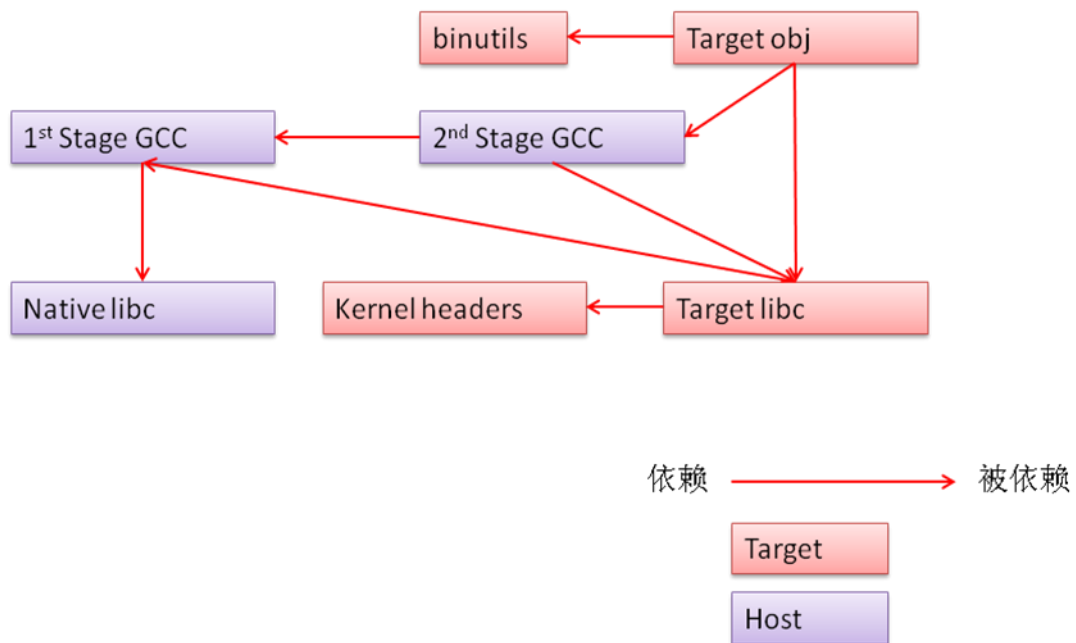 binutils
Target obj
1st Stage GCC
2nd Stage GCC
Native libc
Kernel headers
Target libc
依赖
被依赖
Target
Host